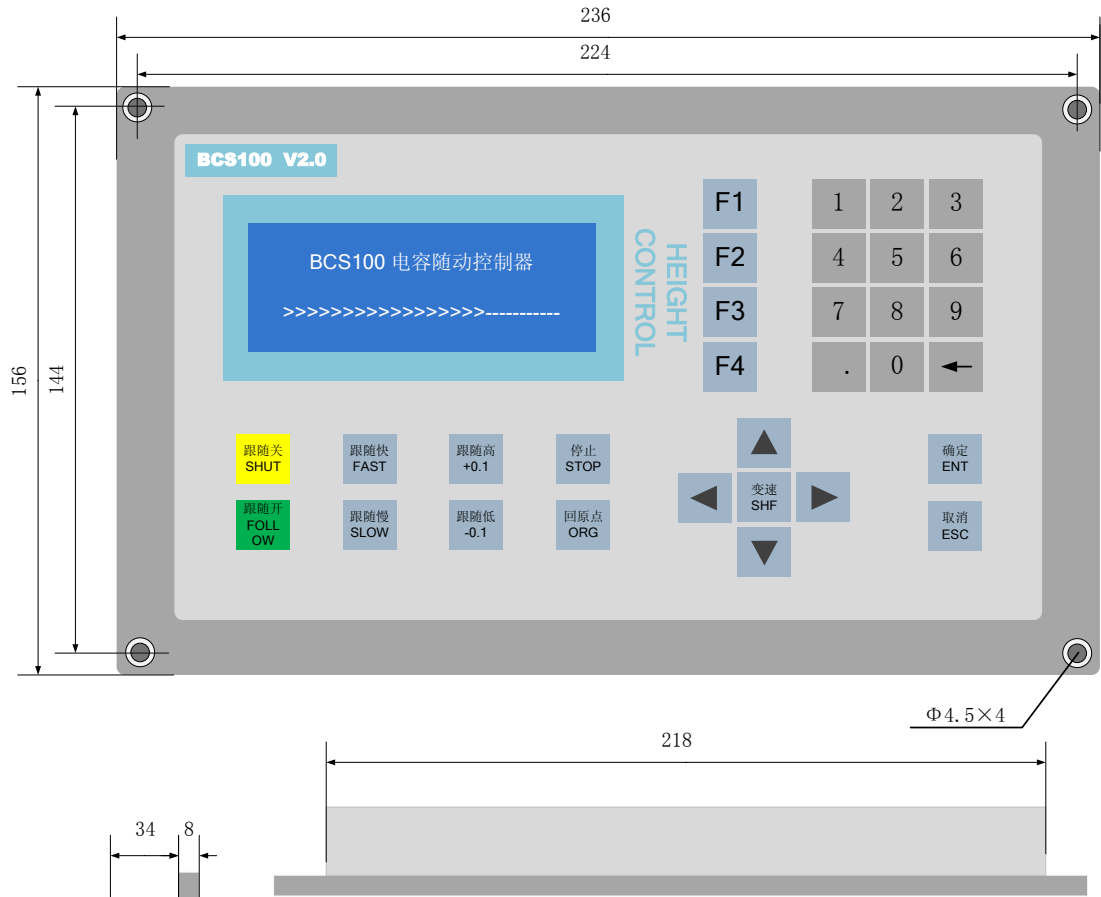 236
224
BCS100 V2.0
BCS100 电容随动控制器
>>>>>>>>>>>>>>>>>-----------
HEIGHT
CONTROL
F1
F2
F3
F4
1 2 3
4 5 6
7 8 9
. 0
156
144
跟随关
SHUT
跟随快
FAST
跟随高
+0.1
停止
STOP
跟随开
FOLL
OW
跟随慢
SLOW
跟随低
-0.1
回原点
ORG
变速
SHF
确定
ENT
取消
ESC
Φ4.5×4
218
34 8